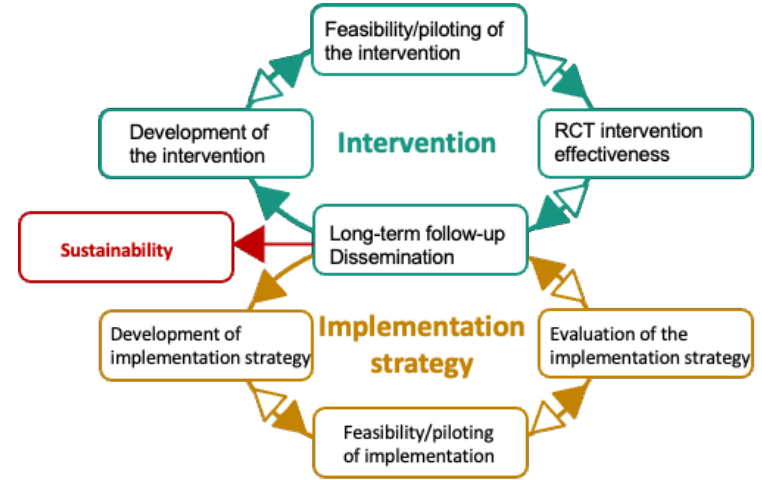 Feasibility/piloting of
the intervention
Development of
the intervention
Intervention
RCT intervention
effectiveness
Long-term follow-up
Dissemination
Sustainability
Development of
implementation strategy
Implementation
strategy
Evaluation of the
implementation strategy
Feasibility/piloting
of implementation